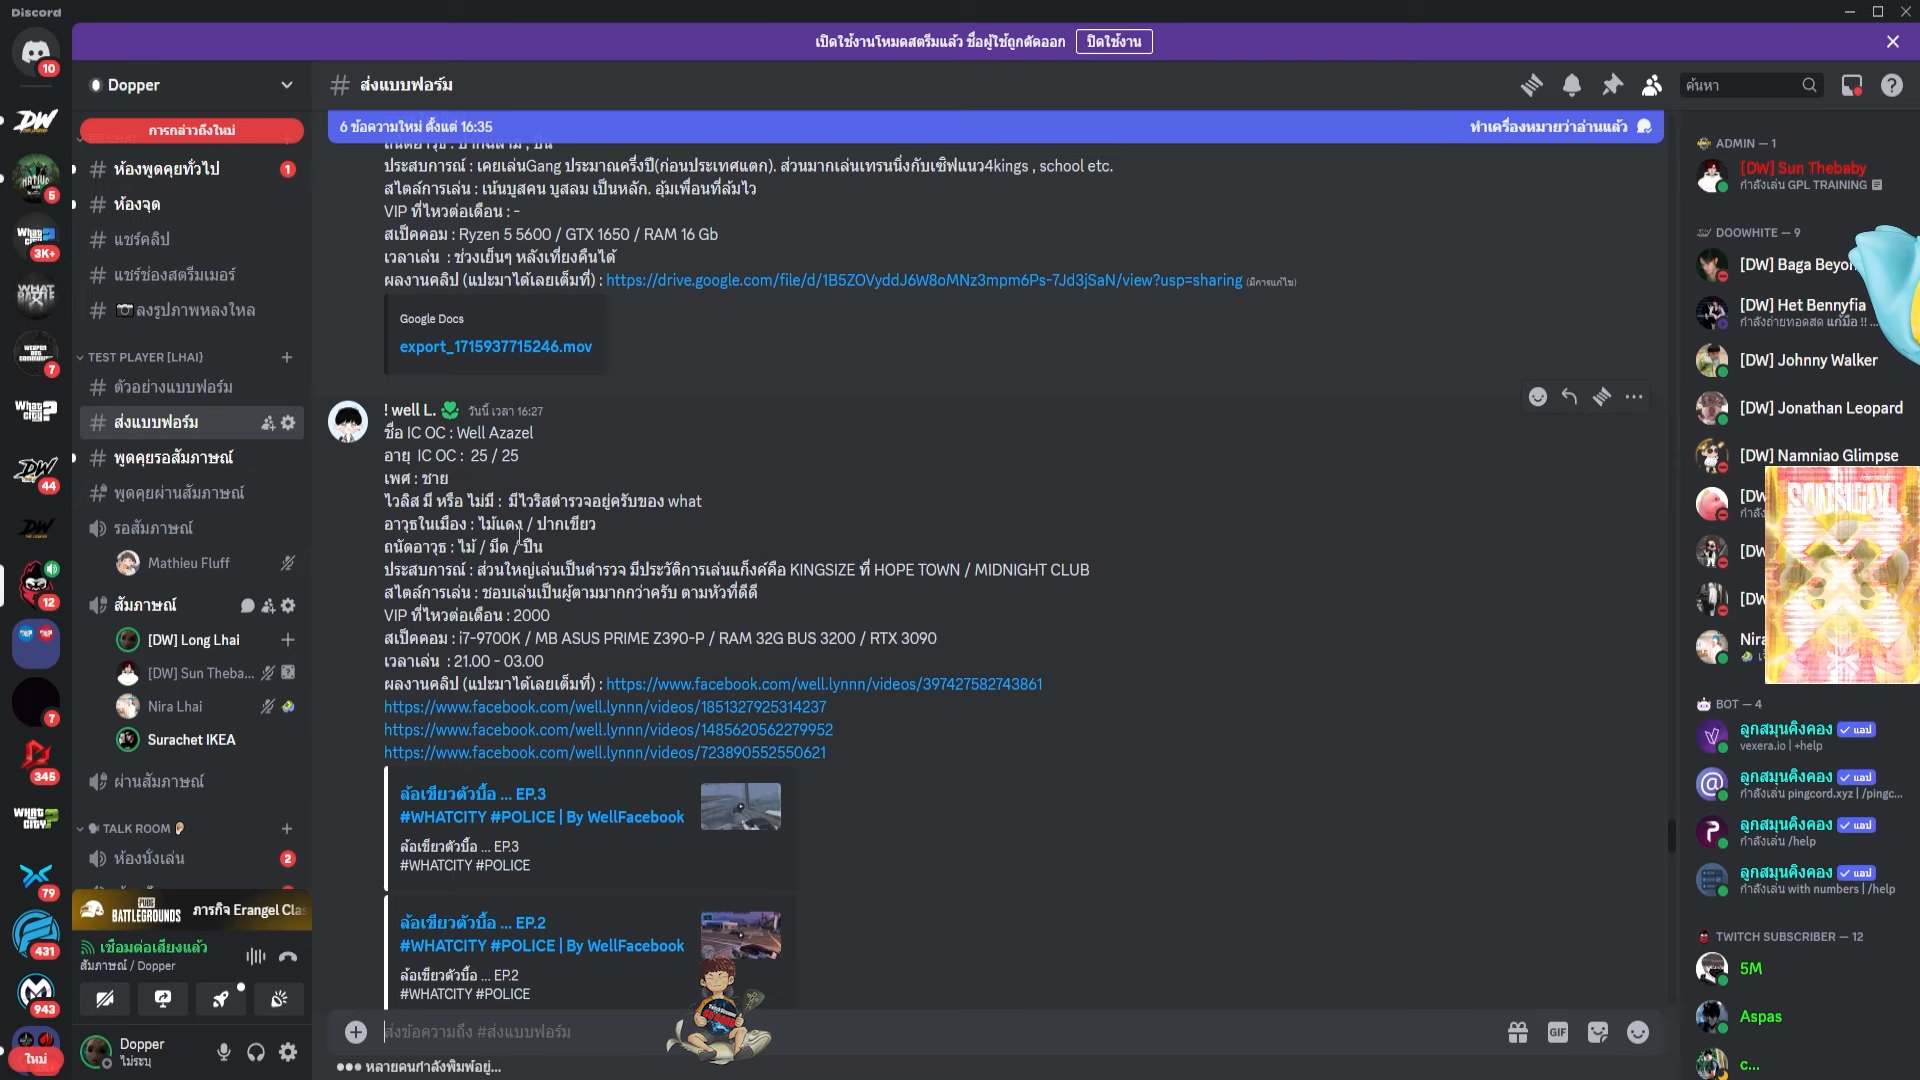 Discord
เปิดใช้งานโหมดสตรีมแล้ว ชื่อผู้ใช้ถูกตัดออก ปิดใช้งาน
10
Dopper
ส่งแบบฟอร์ม
ค้นหา
การกล่าวถึงใหม่
6 ข้อความใหม่ ตั้งแต่ 16:35
ทำเครื่องหมายว่าอ่านแล้ว
ห้องพูดคุยทั่วไป 1
ห้องจุด
แชร์คลิป
แชร์ช่องสตรีมเมอร์
ลงรูปภาพหลงใหล
TEST PLAYER [LHAI}
ตัวอย่างแบบฟอร์ม
ส่งแบบฟอร์ม
พูดคุยรอสัมภาษณ์
พูดคุยผ่านสัมภาษณ์
รอสัมภาษณ์
Mathieu Fluff
สัมภาษณ์
[DW] Long Lhai
[DW] Sun Theba...
Nira Lhai
Surachet IKEA
ผ่านสัมภาษณ์
TALK ROOM
ห้องนั่งเล่น 2
PUBG BATTLEGROUNDS ภารกิจ Erangel Clas
เชื่อมต่อเสียงแล้ว
สัมภาษณ์ / Dopper
Dopper
ไม่ระบุ
DW
5
WHAT CITY
3K+
WHAT BATTLE
7
WHAT CITY?
DW
44
DW
12
7
345
WHAT CITY?
79
431
943
ใหม่
ประสบการณ์ : เคยเล่นGang ประมาณครึ่งปี(ก่อนประเทศแตก). ส่วนมากเล่นเทรนนิ่งกับเซิฟแนว4kings , school etc.
สไตล์การเล่น : เน้นบูสคน บูสลม เป็นหลัก. อุ้มเพื่อนที่ล้มไว
VIP ที่ไหวต่อเดือน : -
สเป็คคอม : Ryzen 5 5600 / GTX 1650 / RAM 16 Gb
เวลาเล่น : ช่วงเย็นๆ หลังเที่ยงคืนได้
ผลงานคลิป (แปะมาได้เลยเต็มที่) : https://drive.google.com/file/d/1B5ZOVyddJ6W8oMNz3mpm6Ps-7Jd3jSaN/view?usp=sharing (มีการแก้ไข)
Google Docs
export_1715937715246.mov
! well L. วันนี้ เวลา 16:27
ชื่อ IC OC : Well Azazel
อายุ IC OC : 25 / 25
เพศ : ชาย
ไวลิส มี หรือ ไม่มี : มีไวริสตำรวจอยู่ครับของ what
อาวุธในเมือง : ไม้แดง / ปากเขียว
ถนัดอาวุธ : ไม้ / มีด / ปืน
ประสบการณ์ : ส่วนใหญ่เล่นเป็นตำรวจ มีประวัติการเล่นแก็งค์คือ KINGSIZE ที่ HOPE TOWN / MIDNIGHT CLUB
สไตล์การเล่น : ชอบเล่นเป็นผู้ตามมากกว่าครับ ตามหัวที่ดีดี
VIP ที่ไหวต่อเดือน : 2000
สเป็คคอม : i7-9700K / MB ASUS PRIME Z390-P / RAM 32G BUS 3200 / RTX 3090
เวลาเล่น : 21.00 - 03.00
ผลงานคลิป (แปะมาได้เลยเต็มที่) : https://www.facebook.com/well.lynnn/videos/397427582743861
https://www.facebook.com/well.lynnn/videos/1851327925314237
https://www.facebook.com/well.lynnn/videos/1485620562279952
https://www.facebook.com/well.lynnn/videos/723890552550621
ล้อเขียวตัวบื้อ ... EP.3
#WHATCITY #POLICE | By WellFacebook
ล้อเขียวตัวบื้อ ... EP.3
#WHATCITY #POLICE
ล้อเขียวตัวบื้อ ... EP.2
#WHATCITY #POLICE | By WellFacebook
ล้อเขียวตัวบื้อ ... EP.2
#WHATCITY #POLICE
ส่งข้อความถึง #ส่งแบบฟอร์ม
GIF
หลายคนกำลังพิมพ์อยู่...
ADMIN — 1
[DW] Sun Thebaby
กำลังเล่น GPL TRAINING
DOOWHITE — 9
[DW] Baga Beyon
[DW] Het Bennyfia
กำลังถ่ายทอดสด แก้มือ !! ...
[DW] Johnny Walker
[DW] Jonathan Leopard
[DW] Namniao Glimpse
[DW
กำลัง
[DW
[DW
Nira
BOT — 4
ลูกสมุนคิงคอง แอป
vexera.io | +help
ลูกสมุนคิงคอง แอป
กำลังเล่น pingcord.xyz | /pingc...
ลูกสมุนคิงคอง แอป
กำลังเล่น /help
ลูกสมุนคิงคอง แอป
กำลังเล่น with numbers | /help
TWITCH SUBSCRIBER — 12
5M
Aspas
c...